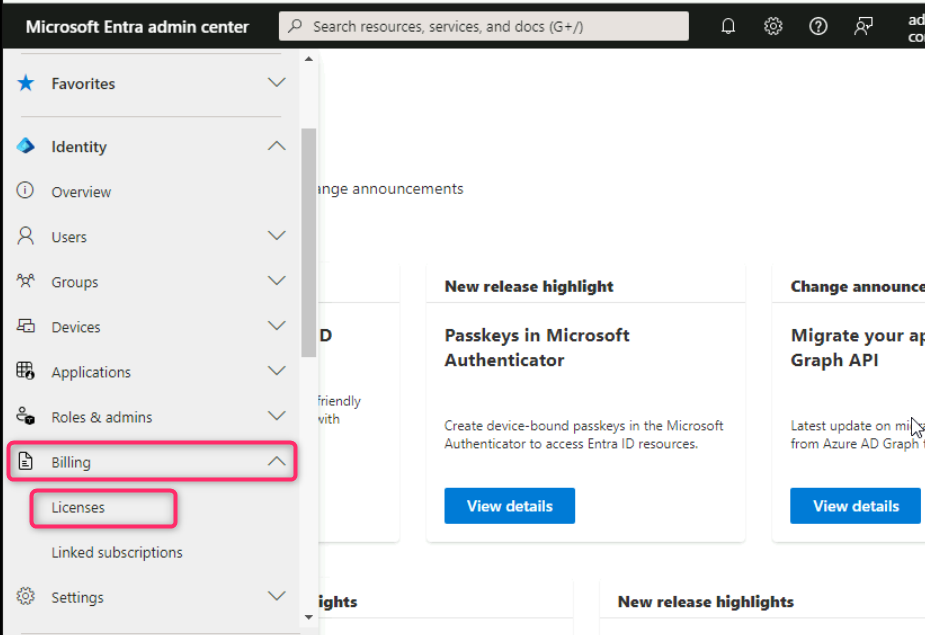 Microsoft Entra admin center
Search resources, services, and docs (G+/)
Favorites
Identity
Overview
Users
Groups
Devices
Applications
Roles & admins
Billing
Licenses
Linked subscriptions
Settings
ange announcements
D
friendly
with
New release highlight
Passkeys in Microsoft
Authenticator
Create device-bound passkeys in the Microsoft
Authenticator to access Entra ID resources.
View details
Change announce
Migrate your ap
Graph API
Latest update on
from Azure AD Graph
View details
ights
New release highlights